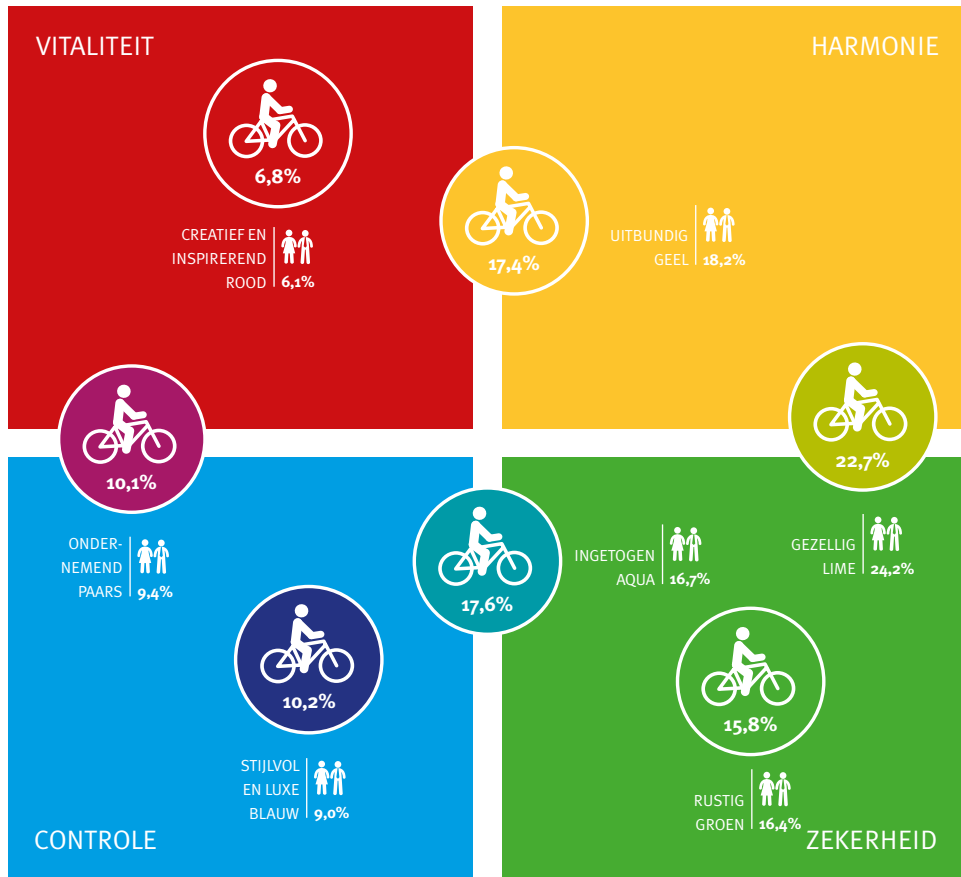 VITALITEIT
6,8%
CREATIEF EN
INSPIREREND
ROOD
6,1%
HARMONIE
17,4%
UITBUNDIG
GEEL
18,2%
10,1%
ONDER-
NEMEND
PAARS
9,4%
10,2%
STIJLVOL
EN LUXE
BLAUW
9,0%
CONTROLE
17,6%
INGETOGEN
AQUA
16,7%
22,7%
GEZELLIG
LIME
24,2%
15,8%
RUSTIG
GROEN
16,4%
ZEKERHEID